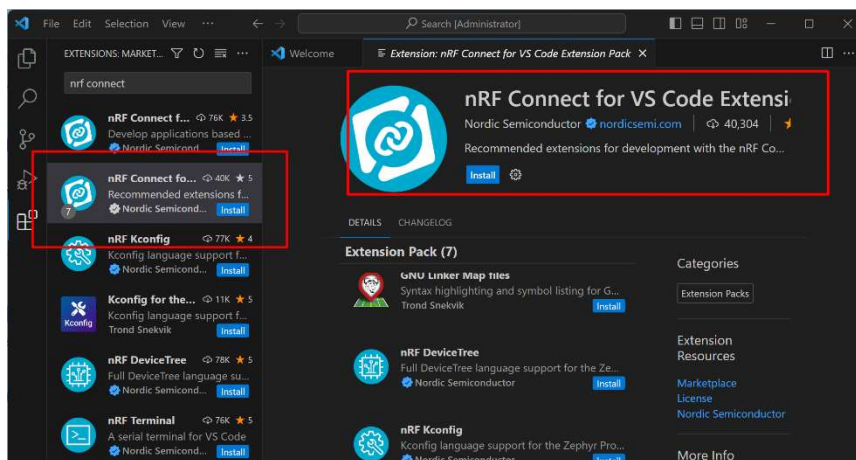 File Edit Selection View ··· Search [Administrator]
EXTENSIONS: MARKET...
Welcome
Extension: nRF Connect for VS Code Extension Pack
nrf connect
nRF Connect f... 76K 3.5
Develop applications based ...
Nordic Semicond... Install
nRF Connect fo... 40K 5
Recommended extensions f...
Nordic Semicond... Install
7
nRF Kconfig 77K 4
Kconfig language support f...
Nordic Semicond... Install
Kconfig for the... 11K 5
Kconfig language support f...
Trond Snekvik Install
Kconfig
nRF DeviceTree 78K 5
Full DeviceTree language su...
Nordic Semicond... Install
nRF Terminal 76K 5
A serial terminal for VS Code
Nordic Semicond... Install
nRF Connect for VS Code Extensi
Nordic Semiconductor nordicsemi.com 40,304
Recommended extensions for development with the nRF Co...
Install
DETAILS CHANGELOG
Extension Pack (7)
GNU Linker Map files
Syntax highlighting and symbol listing for G...
Trond Snekvik Install
nRF DeviceTree
Full DeviceTree language support for the Ze...
Nordic Semiconductor Install
nRF Kconfig
Kconfig language support for the Zephyr Pro...
Nordic Semiconductor Install
Categories
Extension Packs
Extension
Resources
Marketplace
License
Nordic Semiconductor
More Info